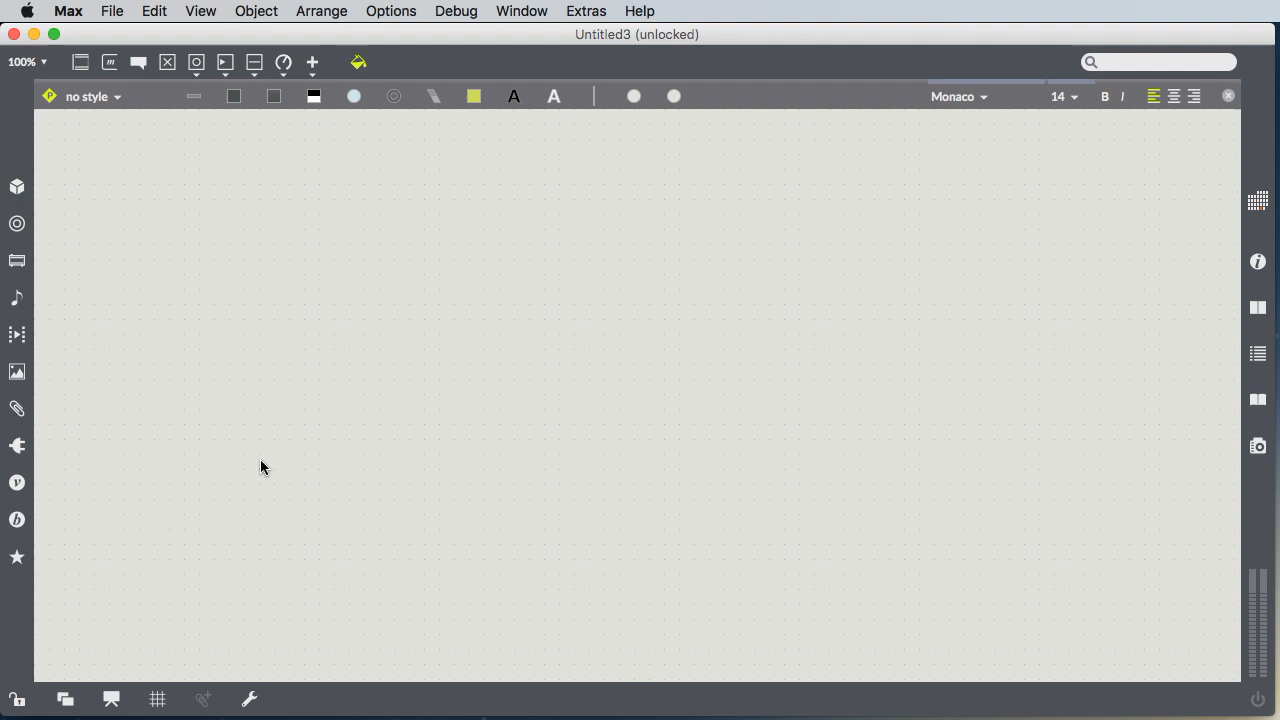 Max File Edit View Object Arrange Options Debug Window Extras Help
Untitled3 (unlocked)
100%
no style
A A
Monaco 14 B I